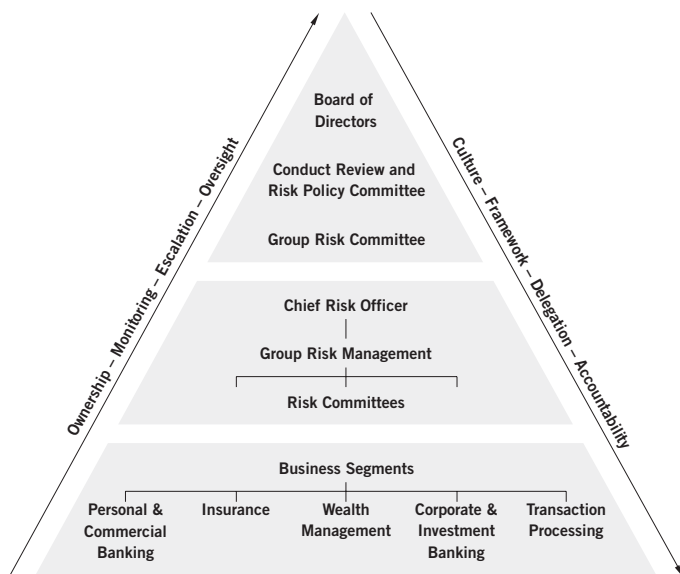 Board of
Directors
Conduct Review and
Risk Policy Committee
Group Risk Committee
Ownership – Monitoring – Escalation – Oversight
Culture – Framework – Delegation – Accountability
Chief Risk Officer
Group Risk Management
Risk Committees
Business Segments
Personal &
Commercial
Banking
Insurance
Wealth
Management
Corporate &
Investment
Banking
Transaction
Processing